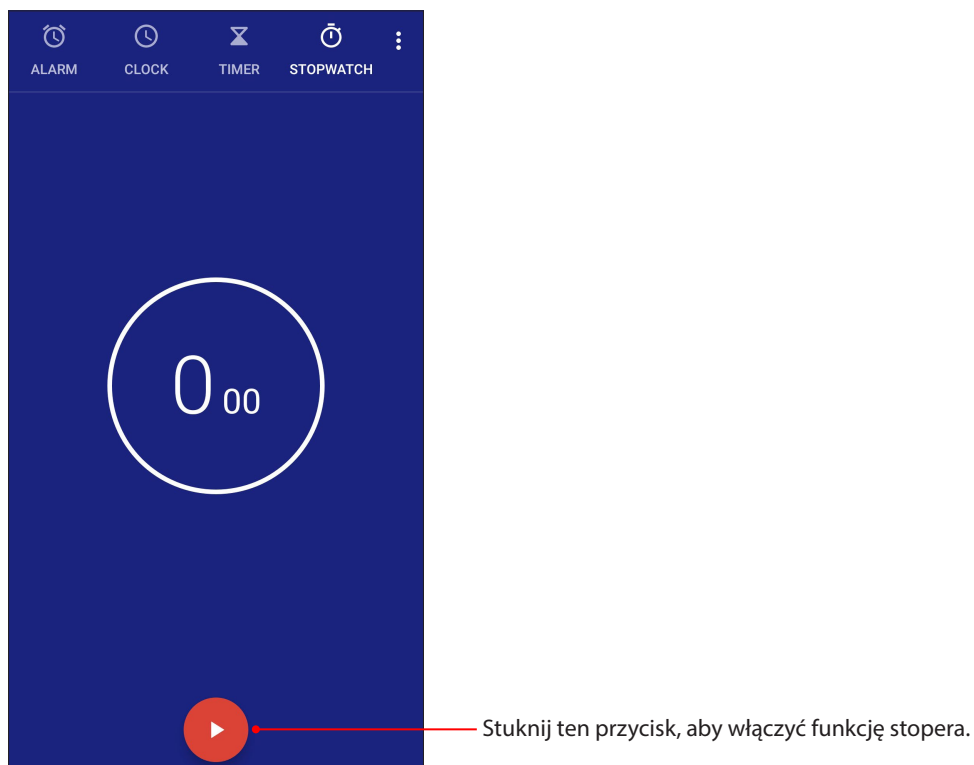 ALARM CLOCK TIMER STOPWATCH
0 00
Stuknij ten przycisk, aby włączyć funkcję stopera.